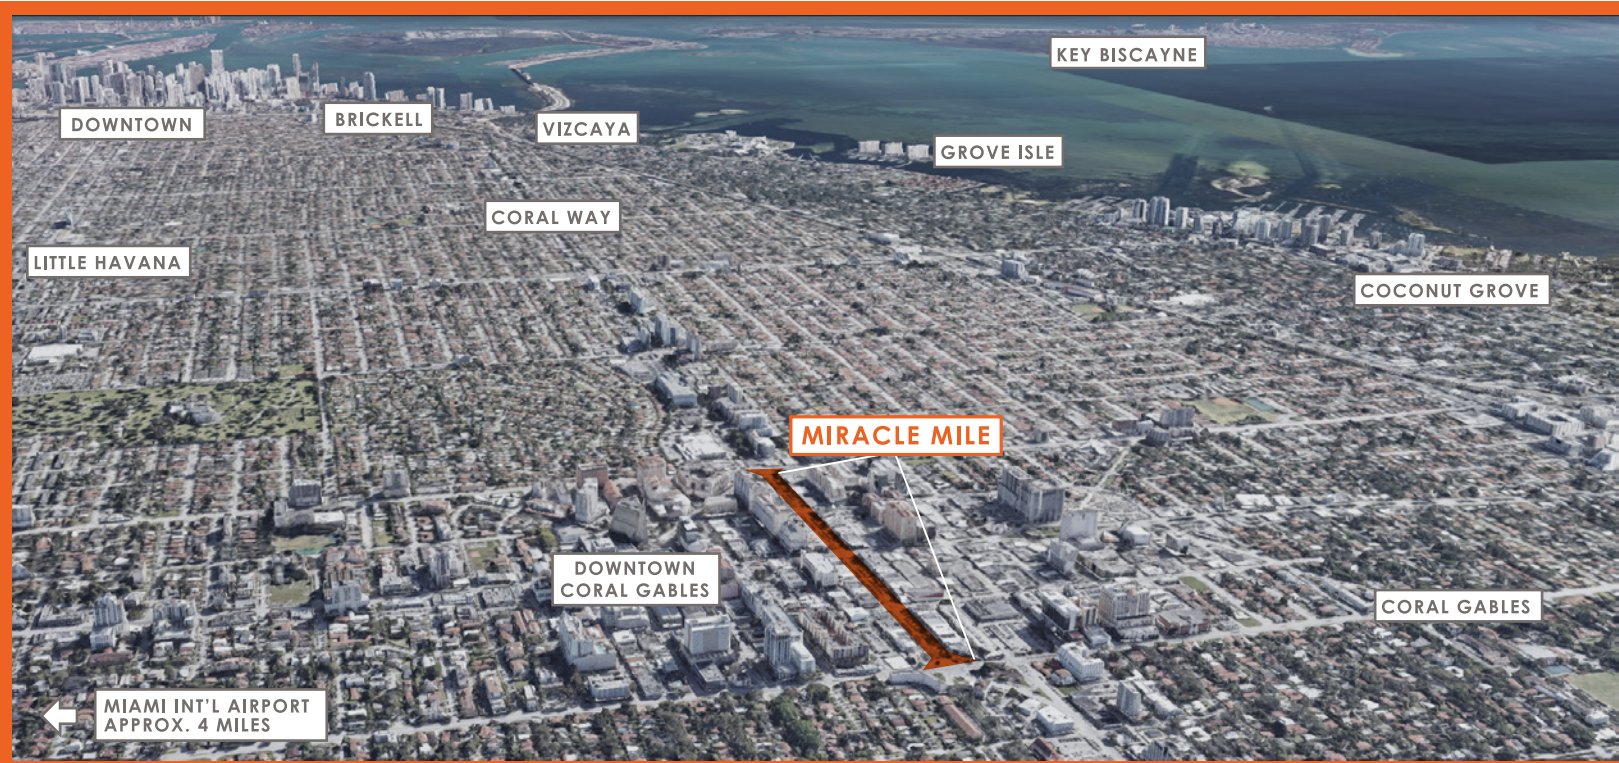 KEY BISCAYNE
DOWNTOWN
BRICKELL
VIZCAYA
GROVE ISLE
CORAL WAY
LITTLE HAVANA
COCONUT GROVE
MIRACLE MILE
DOWNTOWN
CORAL GABLES
CORAL GABLES
MIAMI INT'L AIRPORT
APPROX. 4 MILES